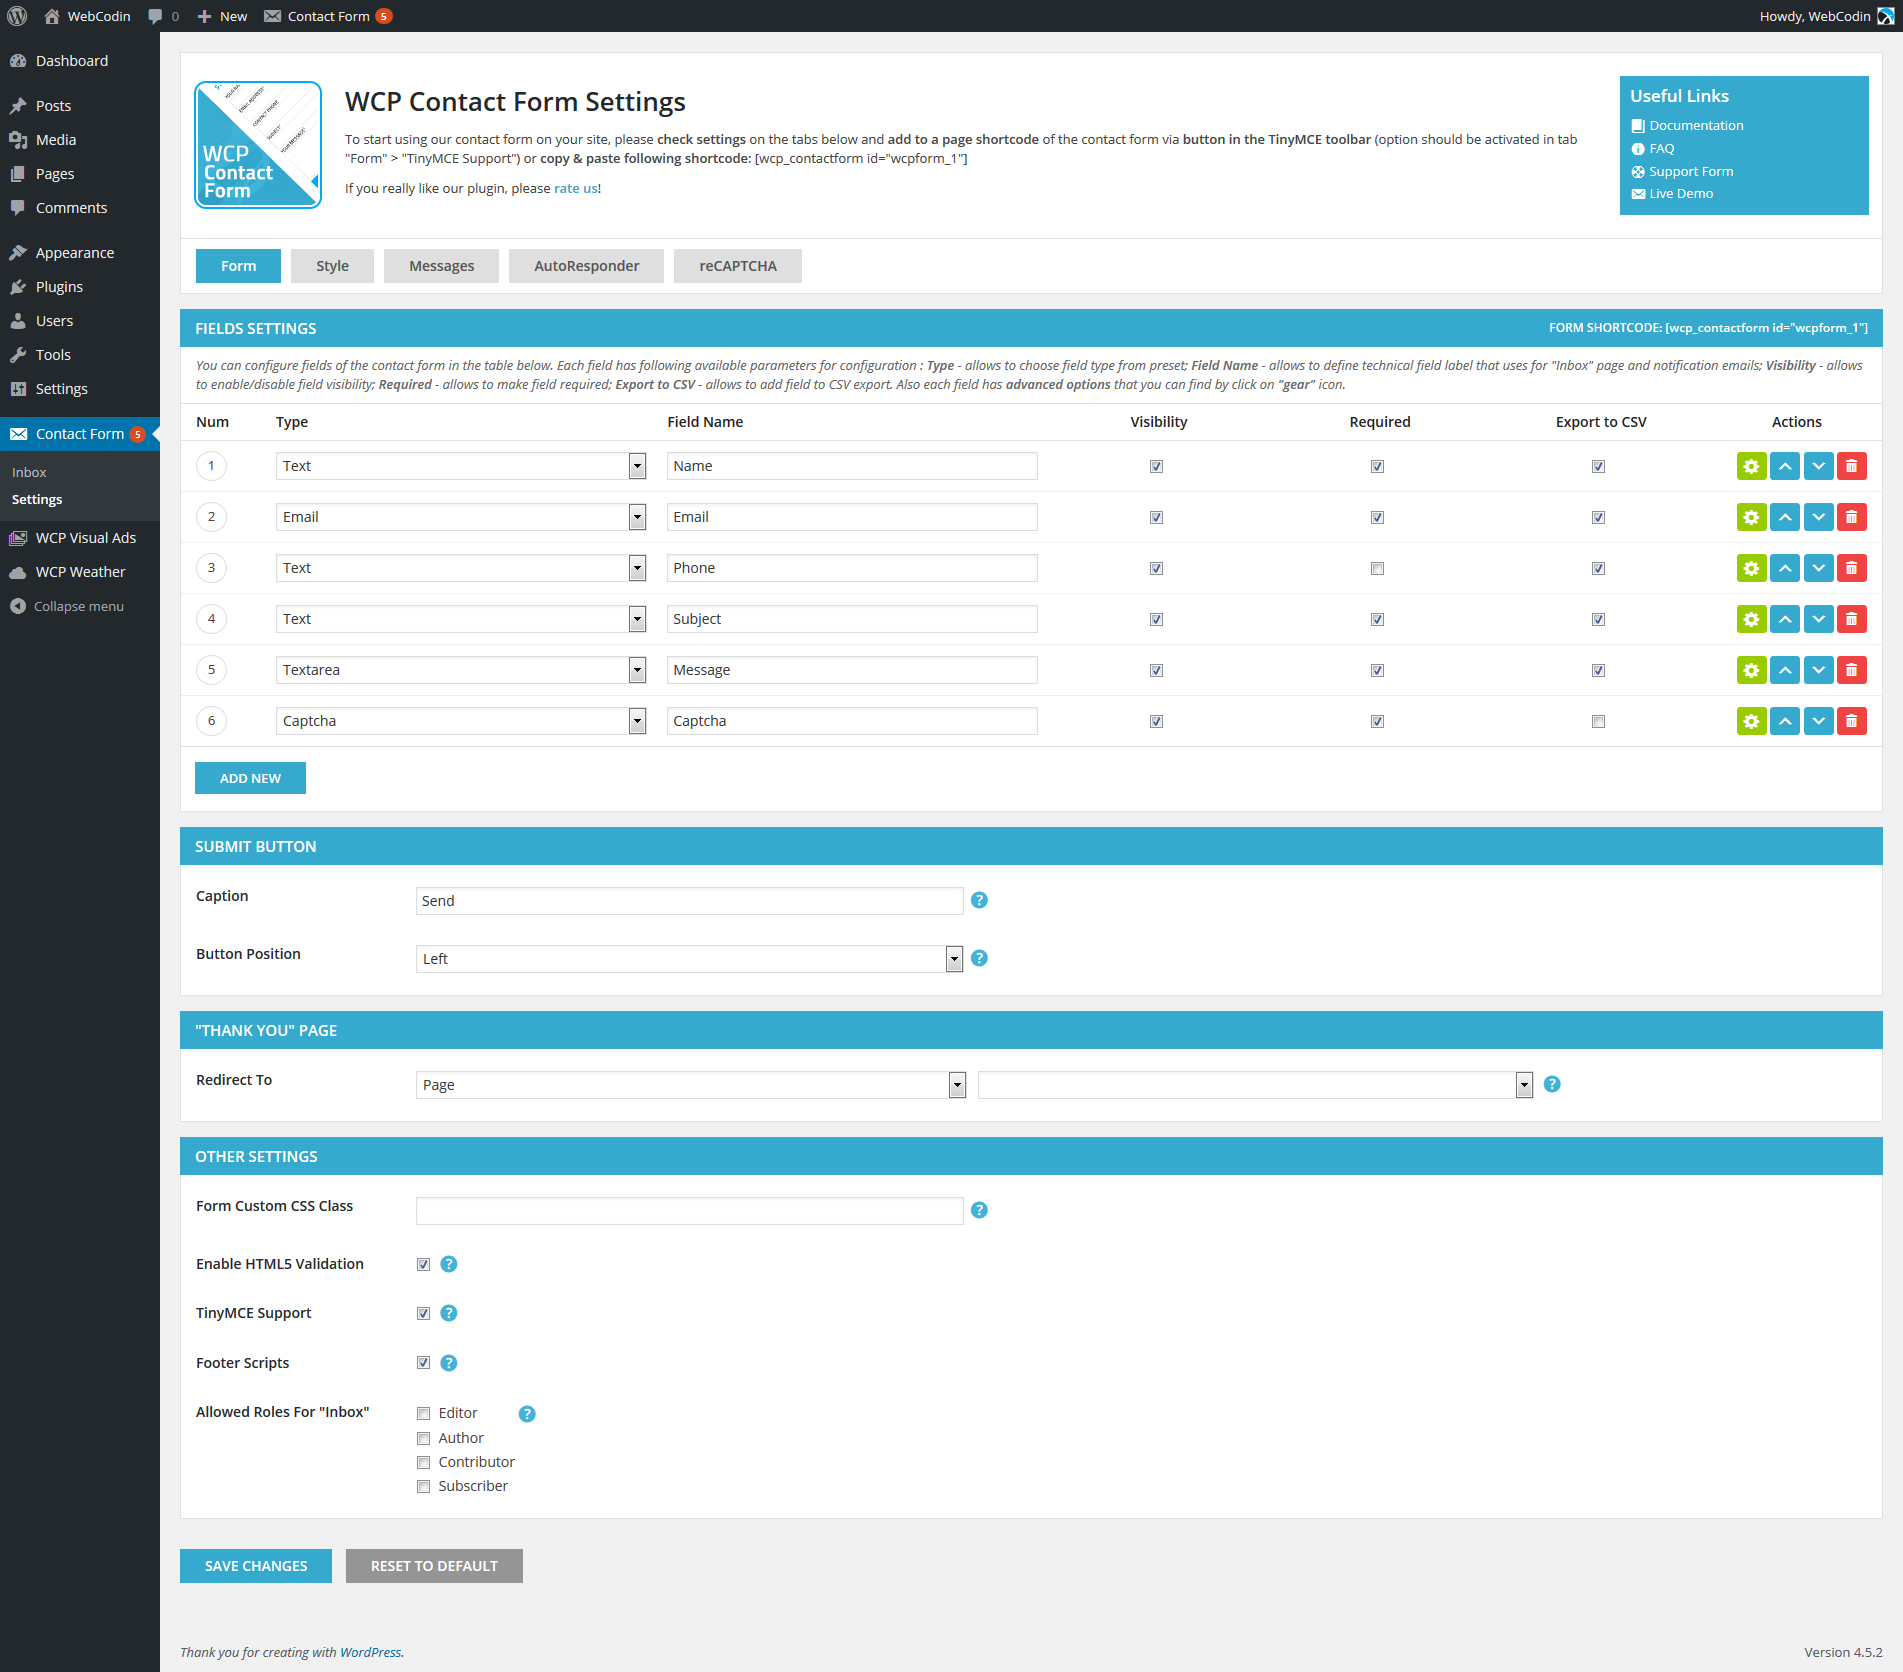 WebCodin 0 New Contact Form 5 Howdy, WebCodin
Dashboard
Posts
Media
Pages
Comments
Appearance
Plugins
Users
Tools
Settings
Contact Form 5
Inbox
Settings
WCP Visual Ads
WCP Weather
Collapse menu
WCP
Contact
Form
EMAIL ADDRESS*
CONTACT PHONE
SUBJECT*
YOUR MESSAGE*
WCP Contact Form Settings
To start using our contact form on your site, please check settings on the tabs below and add to a page shortcode of the contact form via button in the TinyMCE toolbar (option should be activated in tab
"Form" > "TinyMCE Support") or copy & paste following shortcode: [wcp_contactform id="wcpform_1"]
If you really like our plugin, please rate us!
Useful Links
Documentation
FAQ
Support Form
Live Demo
Form Style Messages AutoResponder reCAPTCHA
FIELDS SETTINGS FORM SHORTCODE: [wcp_contactform id="wcpform_1"]
You can configure fields of the contact form in the table below. Each field has following available parameters for configuration : Type - allows to choose field type from preset; Field Name - allows to define technical field label that uses for "Inbox" page and notification emails; Visibility - allows
to enable/disable field visibility; Required - allows to make field required; Export to CSV - allows to add field to CSV export. Also each field has advanced options that you can find by click on "gear" icon.
Num Type Field Name Visibility Required Export to CSV Actions
1 Text Name
2 Email Email
3 Text Phone
4 Text Subject
5 Textarea Message
6 Captcha Captcha
ADD NEW
SUBMIT BUTTON
Caption Send ?
Button Position Left ?
"THANK YOU" PAGE
Redirect To Page ?
OTHER SETTINGS
Form Custom CSS Class ?
Enable HTML5 Validation ?
TinyMCE Support ?
Footer Scripts ?
Allowed Roles For "Inbox" Editor ?
Author
Contributor
Subscriber
SAVE CHANGES RESET TO DEFAULT
Thank you for creating with WordPress. Version 4.5.2